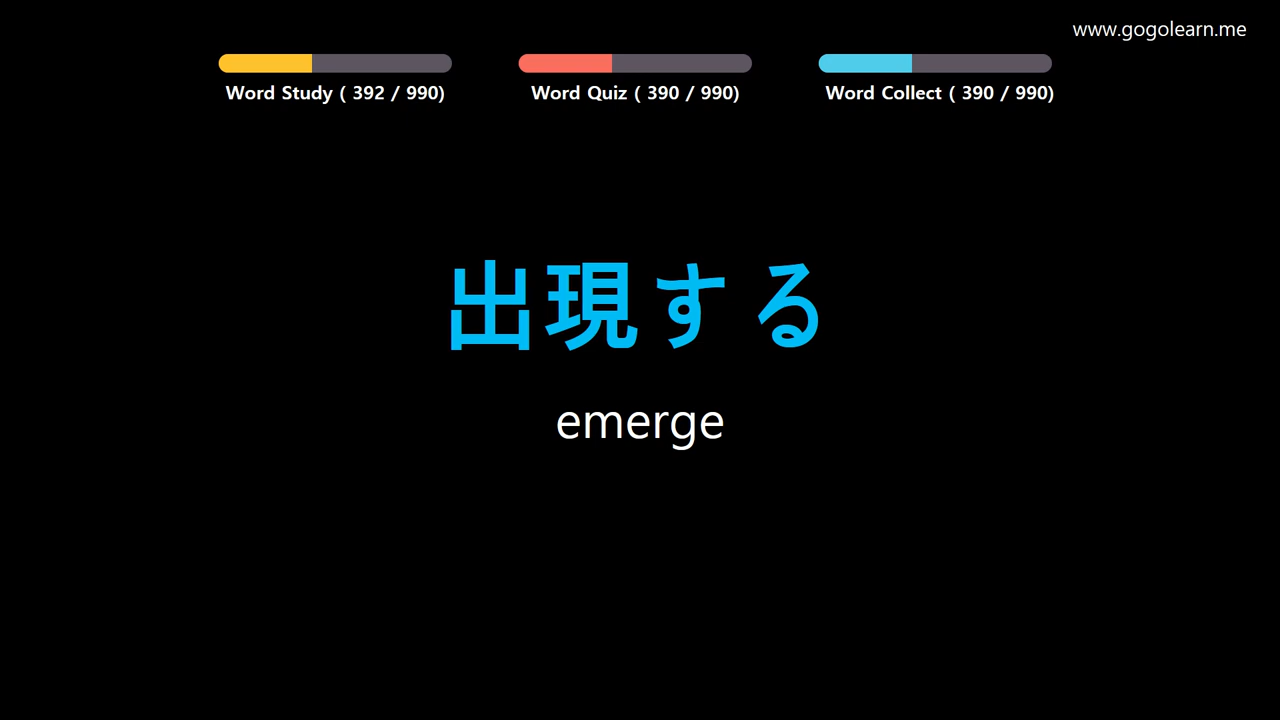 www.gogolearn.me
Word Study ( 392 / 990)
Word Quiz ( 390 / 990)
Word Collect ( 390 / 990)
出現する
emerge